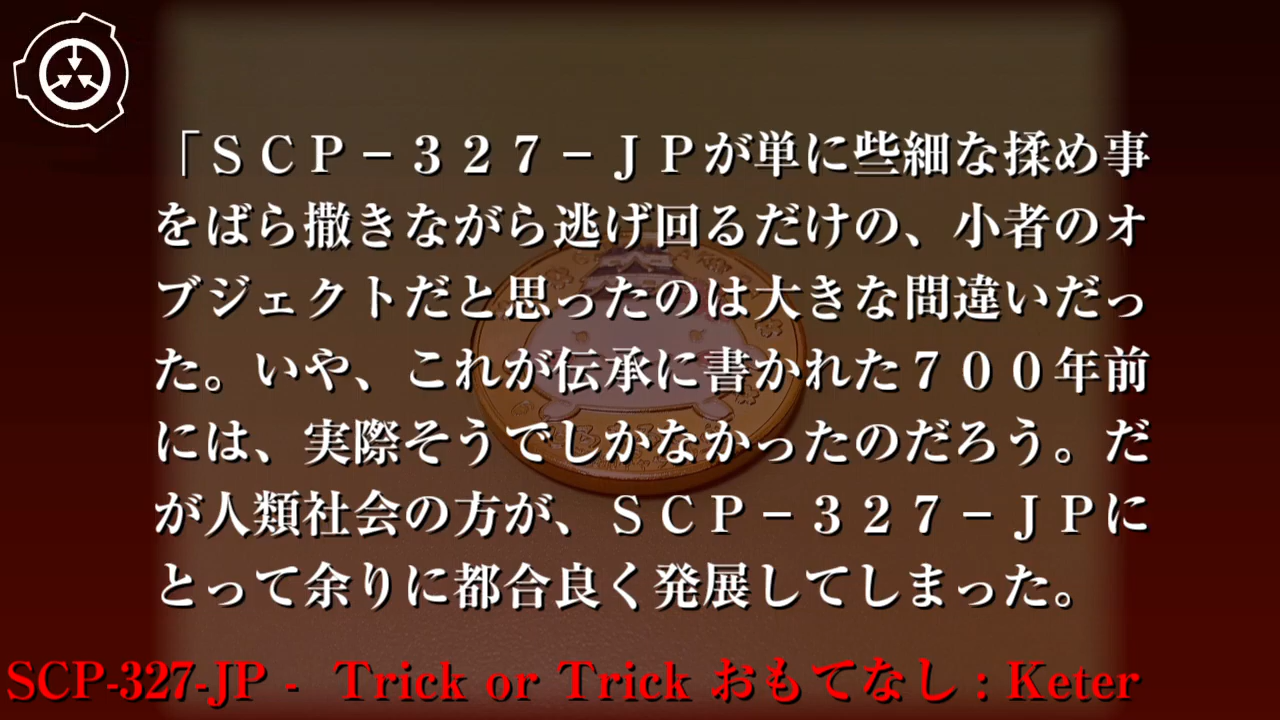 「ＳＣＰ－３２７－ＪＰが単に些細な揉め事
をばら撒きながら逃げ回るだけの、小者のオ
ブジェクトだと思ったのは大きな間違いだっ
た。いや、これが伝承に書かれた７００年前
には、実際そうでしかなかったのだろう。だ
が人類社会の方が、ＳＣＰ－３２７－ＪＰに
とって余りに都合良く発展してしまった。
SCP-327-JP - Trick or Trick おもてなし : Keter